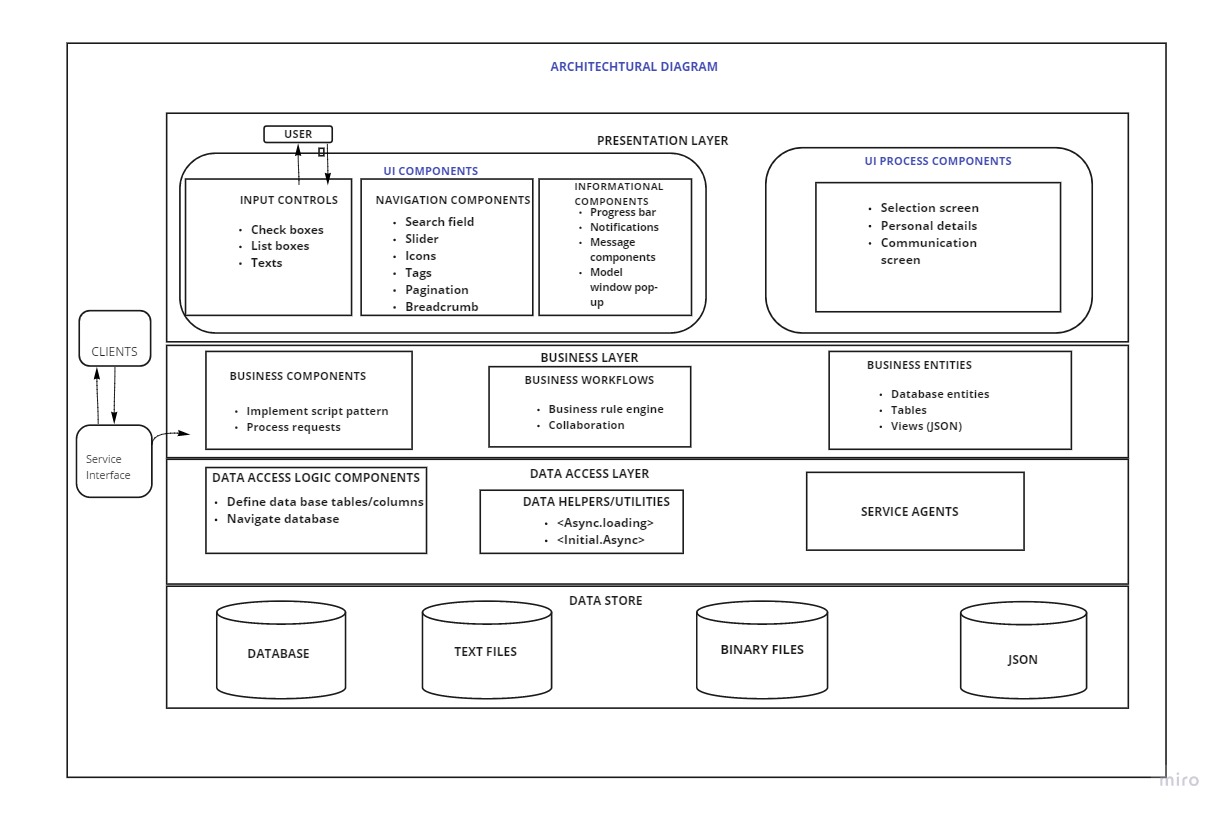 ARCHITECHTURAL DIAGRAM
USER
PRESENTATION LAYER
UI COMPONENTS
INPUT CONTROLS
• Check boxes
• List boxes
• Texts
NAVIGATION COMPONENTS
• Search field
• Slider
• Icons
• Tags
• Pagination
• Breadcrumb
INFORMATIONAL
COMPONENTS
• Progress bar
• Notifications
• Message
components
• Model
window pop-
up
UI PROCESS COMPONENTS
• Selection screen
• Personal details
• Communication
screen
CLIENTS
Service
Interface
BUSINESS LAYER
BUSINESS COMPONENTS
• Implement script pattern
• Process requests
BUSINESS WORKFLOWS
• Business rule engine
• Collaboration
BUSINESS ENTITIES
• Database entities
• Tables
• Views (JSON)
DATA ACCESS LAYER
DATA ACCESS LOGIC COMPONENTS
• Define data base tables/columns
• Navigate database
DATA HELPERS/UTILITIES
• <Async.loading>
• <Initial.Async>
SERVICE AGENTS
DATA STORE
DATABASE
TEXT FILES
BINARY FILES
JSON
miro